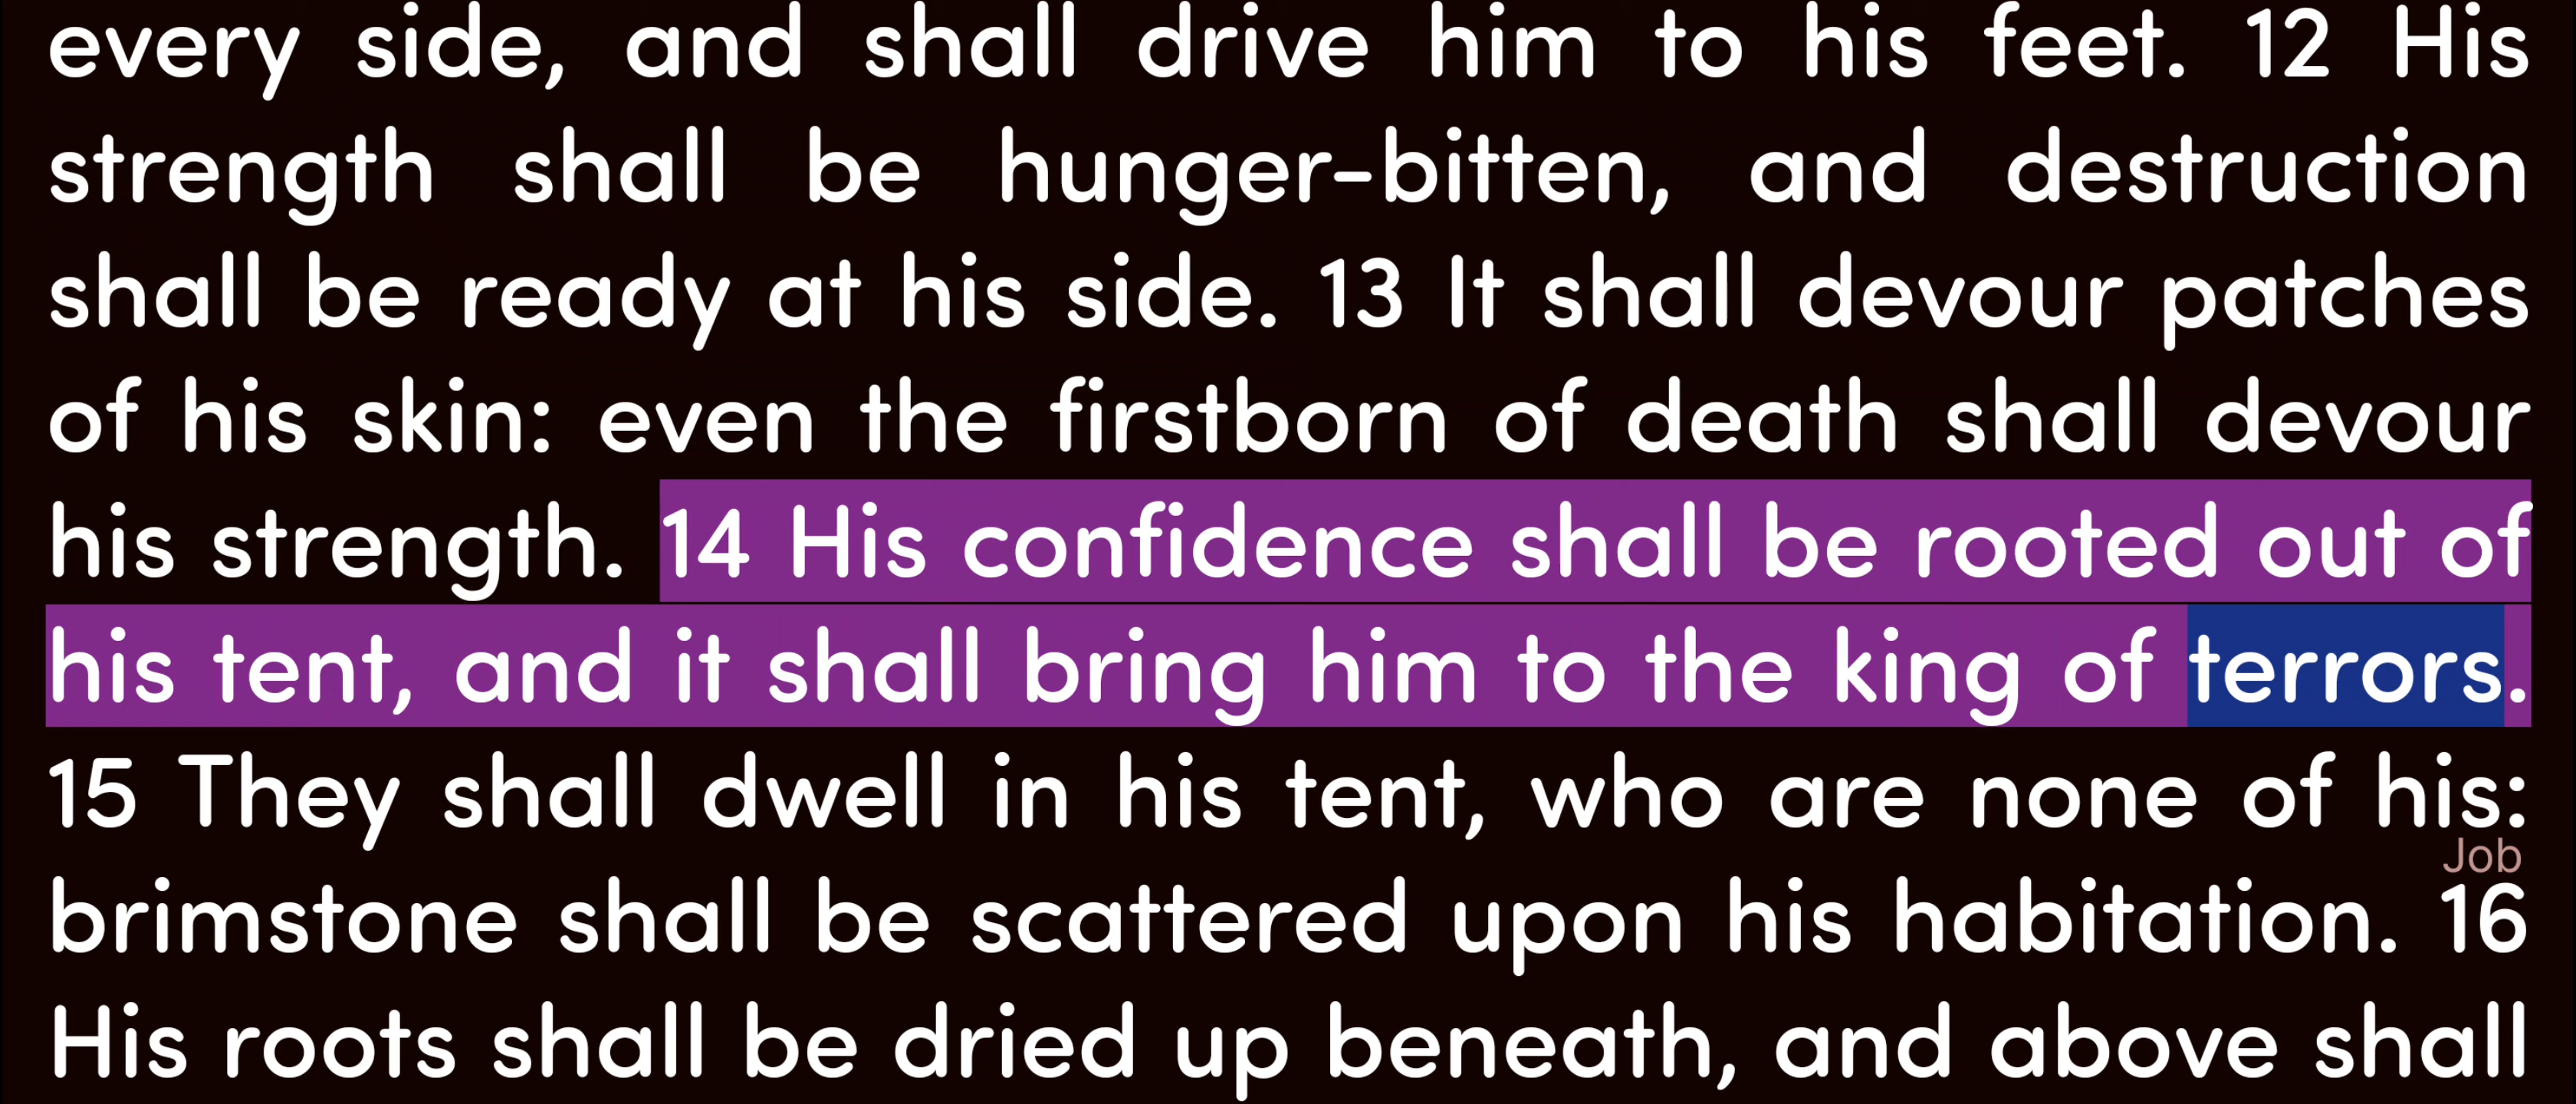 every side, and shall drive him to his feet. 12 His
strength shall be hunger-bitten, and destruction
shall be ready at his side. 13 It shall devour patches
of his skin: even the firstborn of death shall devour
his strength. 14 His confidence shall be rooted out of
his tent, and it shall bring him to the king of terrors.
15 They shall dwell in his tent, who are none of his:
Job
brimstone shall be scattered upon his habitation. 16
His roots shall be dried up beneath, and above shall